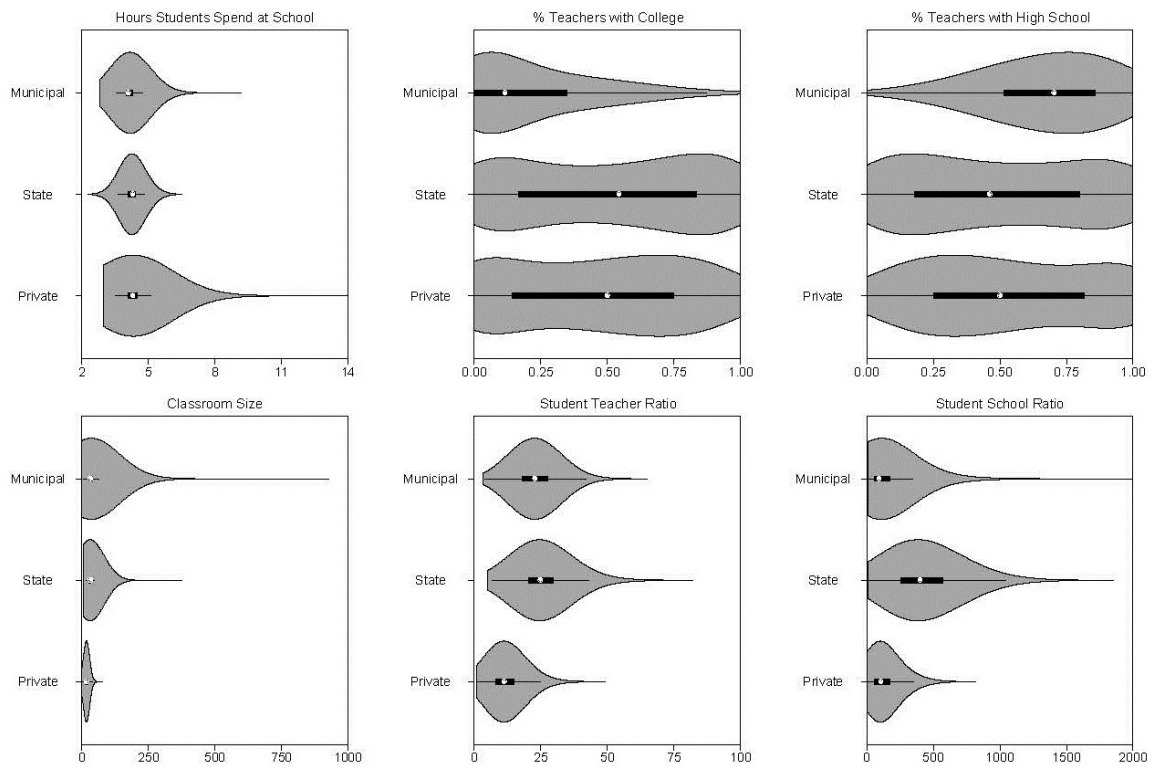 Hours Students Spend at School
% Teachers with College
% Teachers with High School
Municipal
Municipal
Municipal
State
State
State
Private
Private
Private
2 5 8 11 14
0.00 0.25 0.50 0.75 1.00
0.00 0.25 0.50 0.75 1.00
Classroom Size
Student Teacher Ratio
Student School Ratio
Municipal
Municipal
Municipal
State
State
State
Private
Private
Private
0 250 500 750 1000
0 25 50 75 100
0 500 1000 1500 2000